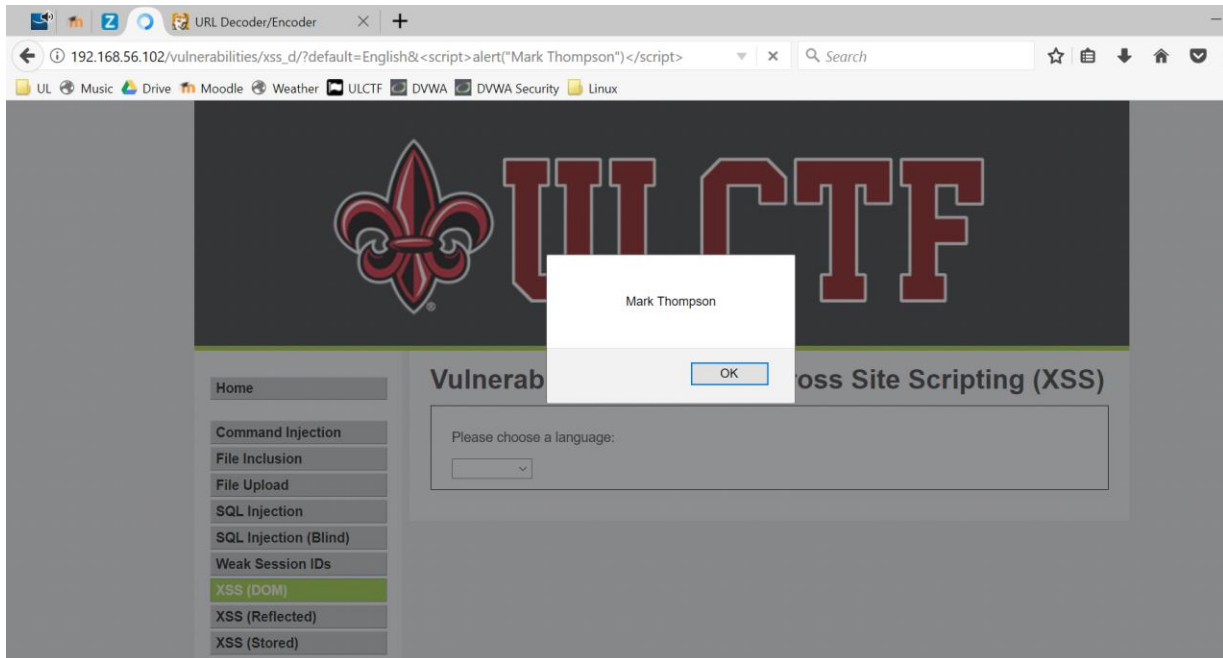 URL Decoder/Encoder
192.168.56.102/vulnerabilities/xss_d/?default=English&<script>alert("Mark Thompson")</script>
Search
UL Music Drive Moodle Weather ULCTF DVWA DVWA Security Linux
ULCTF
Mark Thompson
OK
Vulnerab
oss Site Scripting (XSS)
Home
Please choose a language:
Command Injection
File Inclusion
File Upload
SQL Injection
SQL Injection (Blind)
Weak Session IDs
XSS (DOM)
XSS (Reflected)
XSS (Stored)